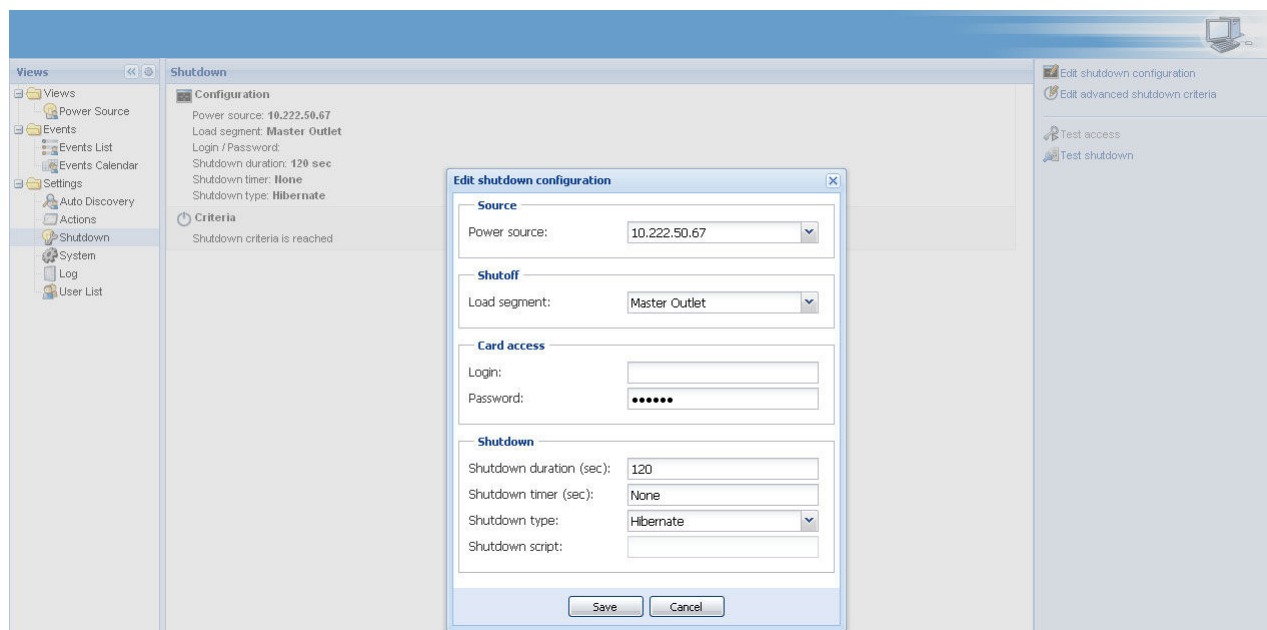 Views
Views
Power Source
Events
Events List
Events Calendar
Settings
Auto Discovery
Actions
Shutdown
System
Log
User List
Shutdown
Configuration
Power source: 10.222.50.67
Load segment: Master Outlet
Login / Password:
Shutdown duration: 120 sec
Shutdown timer: None
Shutdown type: Hibernate
Criteria
Shutdown criteria is reached
Edit shutdown configuration
Source
Power source: 10.222.50.67
Shutoff
Load segment: Master Outlet
Card access
Login:
Password: ••••••
Shutdown
Shutdown duration (sec): 120
Shutdown timer (sec): None
Shutdown type: Hibernate
Shutdown script:
Save Cancel
Edit shutdown configuration
Edit advanced shutdown criteria
Test access
Test shutdown